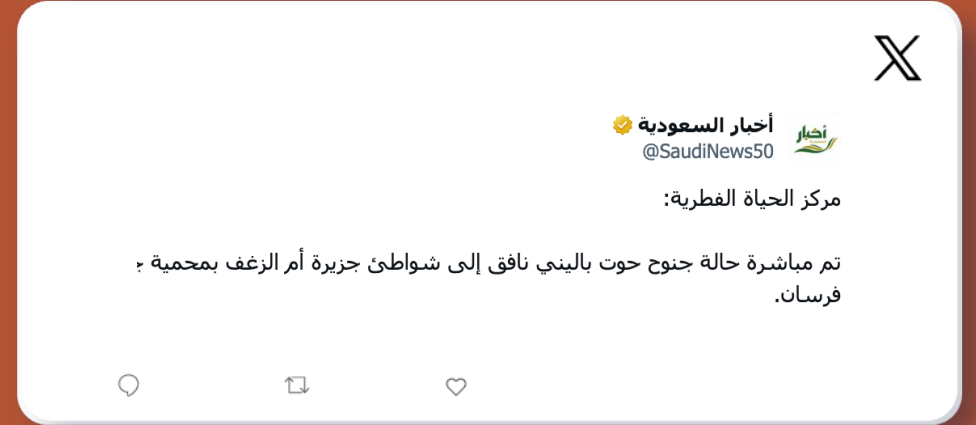 أخبار السعودية
@SaudiNews50
أخبار
مركز الحياة الفطرية:
تم مباشرة حالة جنوح حوت باليني نافق إلى شواطئ جزيرة أم الزغف بمحمية
فرسان.